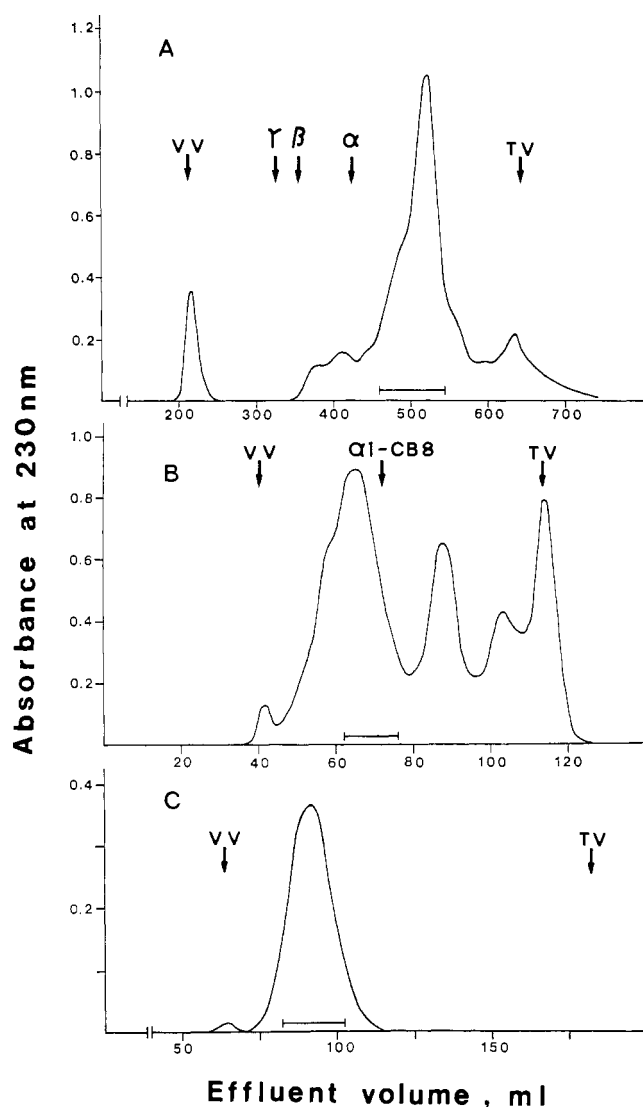 A
γ β α
VV TV
1.2
1.0
0.8
0.6
0.4
0.2
200 300 400 500 600 700
B
VV αI-CB8 TV
1.0
0.8
0.6
0.4
0.2
20 40 60 80 100 120
C
VV TV
0.4
0.2
50 100 150
Absorbance at 230nm
Effluent volume, ml